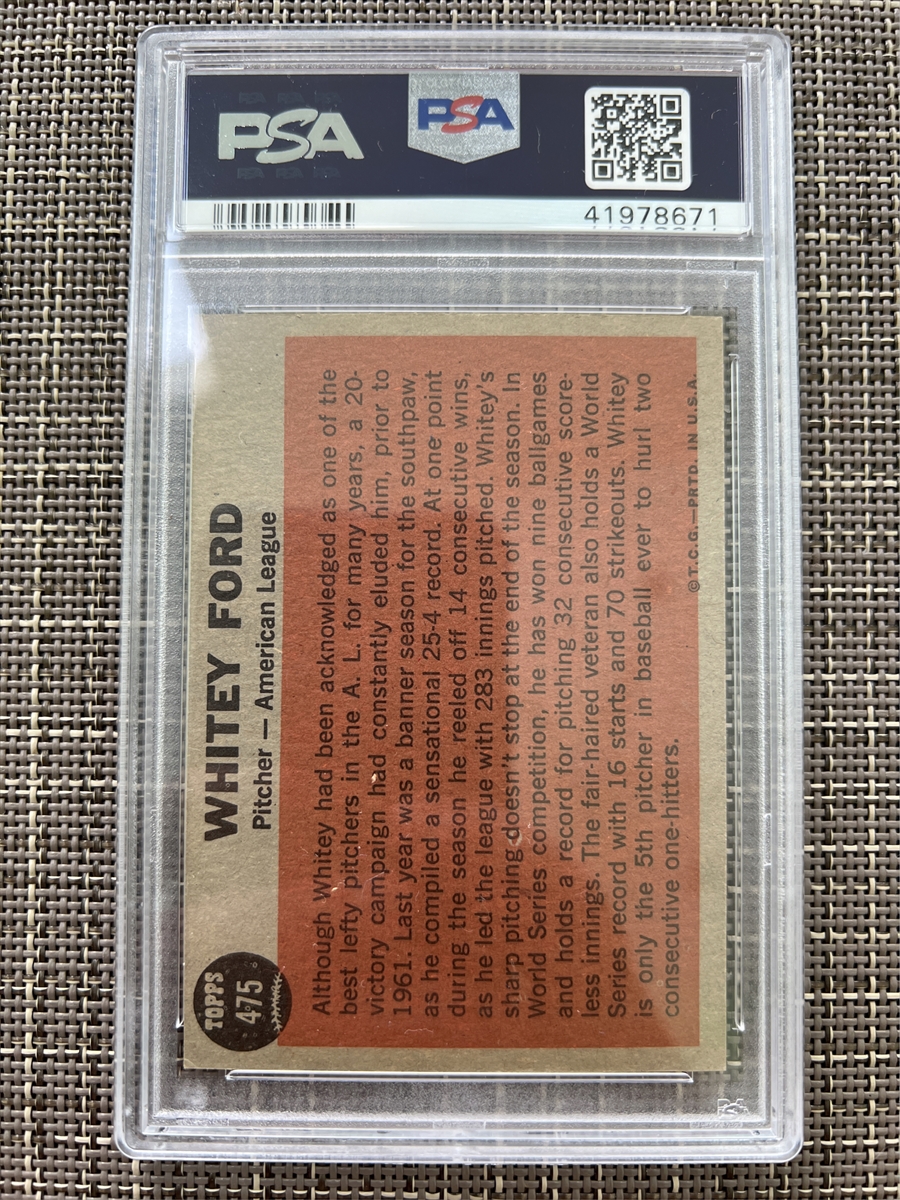 PSA
PSA
41978671
TOPPS
475
WHITEY FORD
Pitcher — American League
Although Whitey had been acknowledged as one of the
best lefty pitchers in the A. L. for many years, a 20-
victory campaign had constantly eluded him, prior to
1961. Last year was a banner season for the southpaw,
as he compiled a sensational 25-4 record. At one point
during the season he reeled off 14 consecutive wins,
as he led the league with 283 innings pitched. Whitey's
sharp pitching doesn't stop at the end of the season. In
World Series competition, he has won nine ballgames
and holds a record for pitching 32 consecutive score-
less innings. The fair-haired veteran also holds a World
Series record with 16 starts and 70 strikeouts. Whitey
is only the 5th pitcher in baseball ever to hurl two
consecutive one-hitters.
©T.C.G.—PRTD. IN U.S.A.